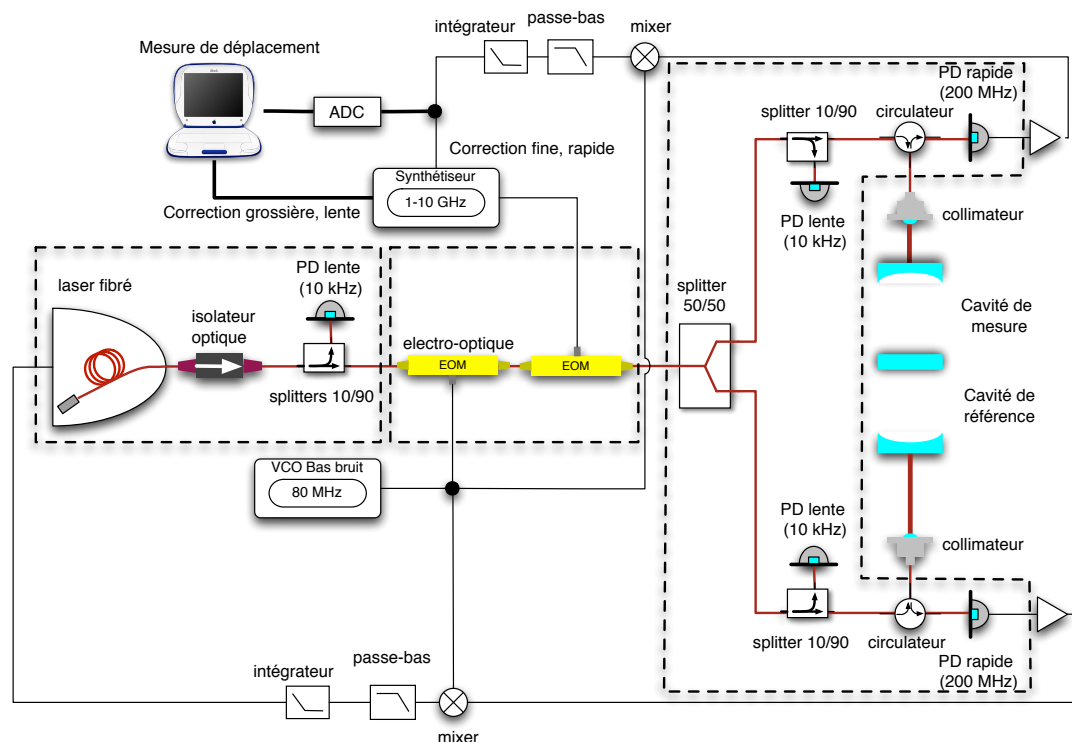 passe-bas
intégrateur
mixer
Mesure de déplacement
PD rapide
(200 MHz)
splitter 10/90
circulateur
ADC
Correction fine, rapide
Synthétiseur
1-10 GHz
Correction grossière, lente
PD lente
(10 kHz)
collimateur
laser fibré
PD lente
(10 kHz)
isolateur
optique
splitter
50/50
Cavité de
mesure
electro-optique
EOM
EOM
splitters 10/90
Cavité de
référence
VCO Bas bruit
80 MHz
PD lente
(10 kHz)
collimateur
splitter 10/90
circulateur
PD rapide
(200 MHz)
intégrateur
passe-bas
mixer